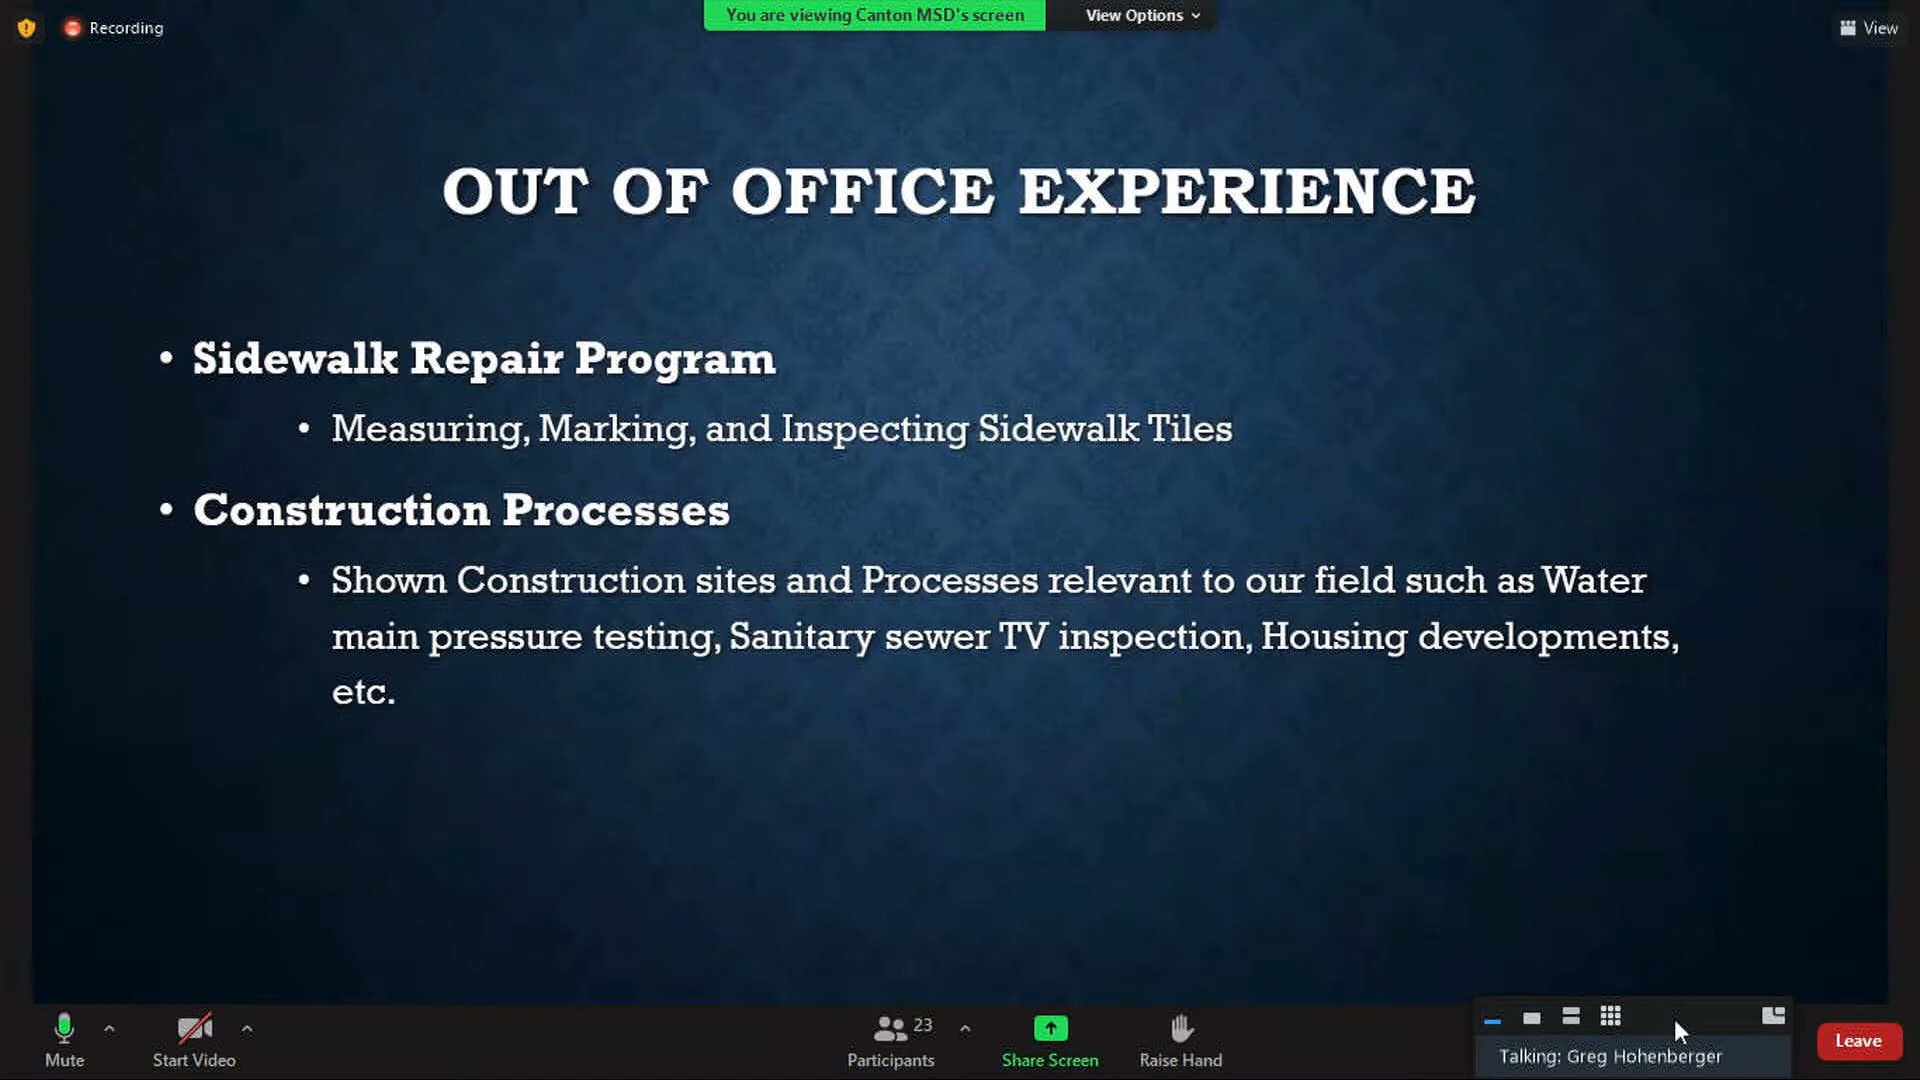 Recording
You are viewing Canton MSD's screen
View Options
View
OUT OF OFFICE EXPERIENCE
• Sidewalk Repair Program
• Measuring, Marking, and Inspecting Sidewalk Tiles
• Construction Processes
• Shown Construction sites and Processes relevant to our field such as Water
main pressure testing, Sanitary sewer TV inspection, Housing developments,
etc.
Mute
Start Video
23
Participants
Share Screen
Raise Hand
Talking: Greg Hohenberger
Leave